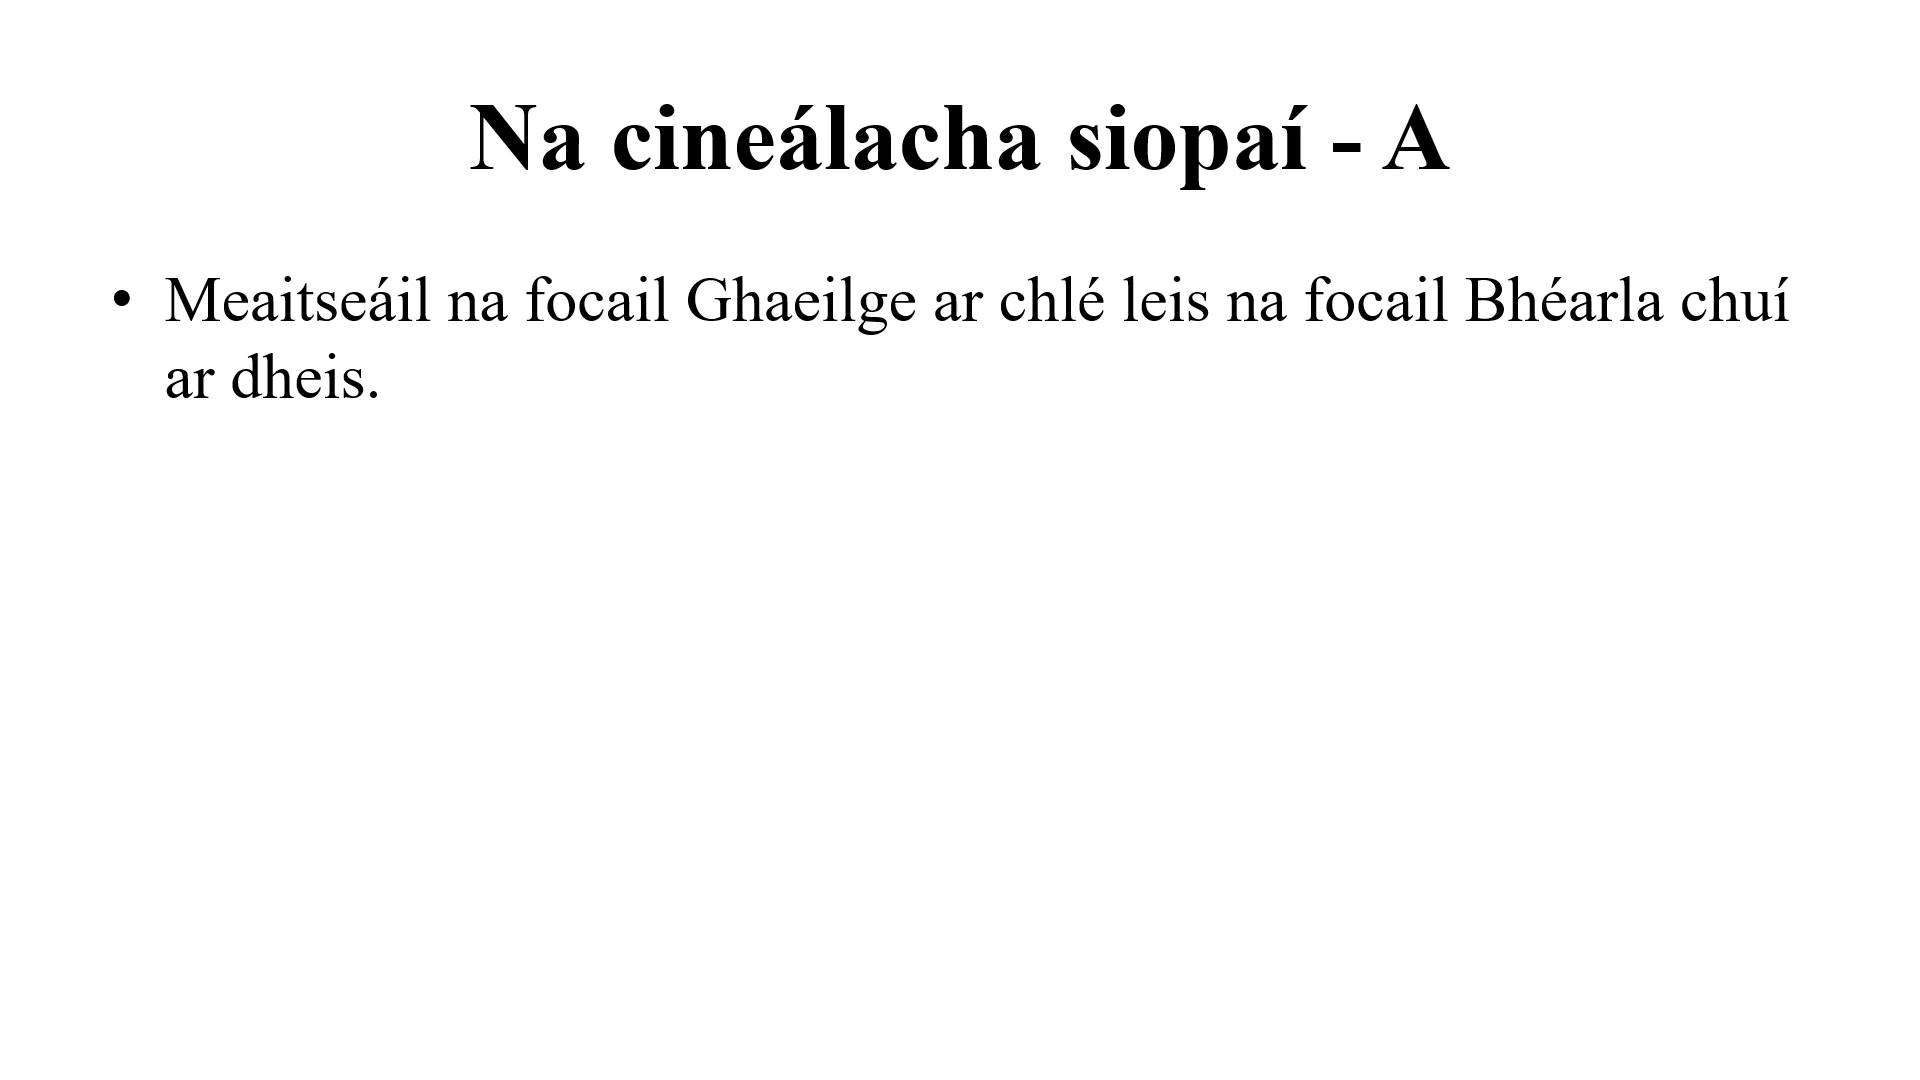 Na cineálacha siopaí - A
• Meaitseáil na focail Ghaeilge ar chlé leis na focail Bhéarla chuí
ar dheis.